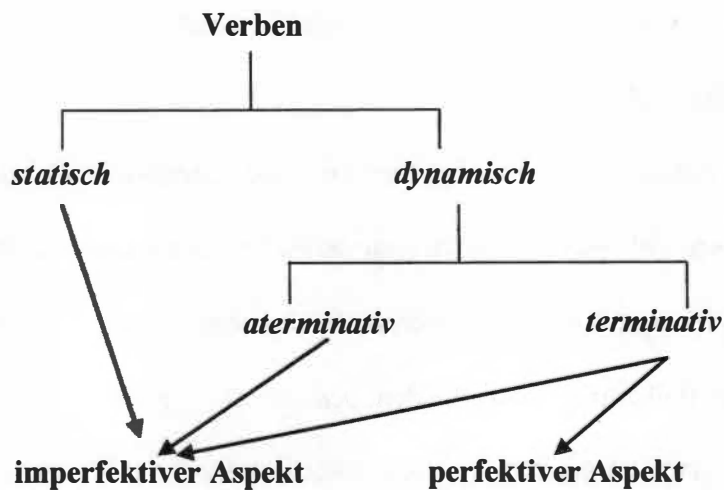 Verben
statisch dynamisch
aterminativ terminativ
imperfektiver Aspekt perfektiver Aspekt